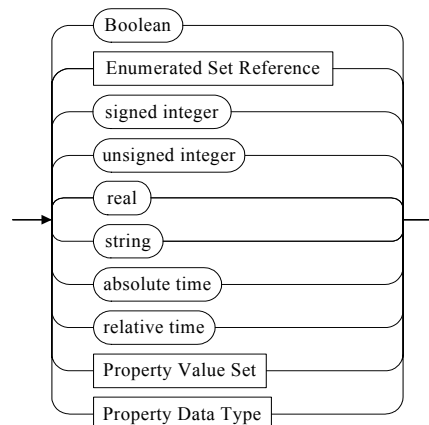 Boolean
Enumerated Set Reference
signed integer
unsigned integer
real
string
absolute time
relative time
Property Value Set
Property Data Type